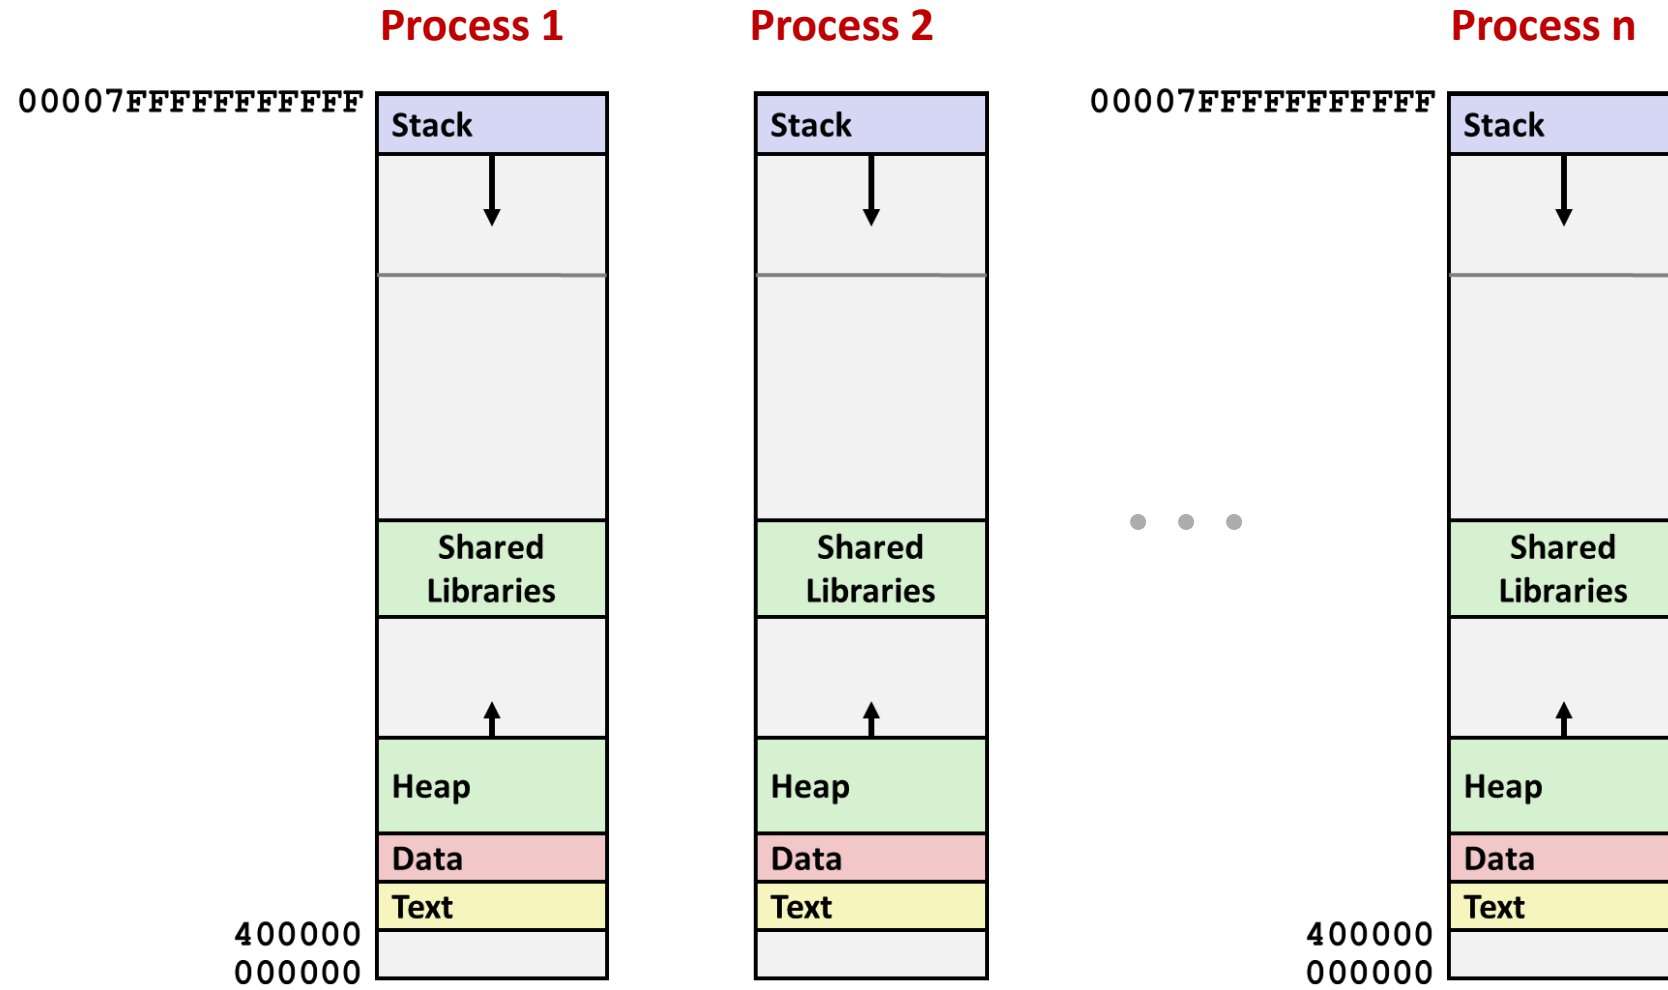 Process 1
Process 2
Process n
00007FFFFFFFFFFF
Stack
Stack
00007FFFFFFFFFFF
Stack
Shared
Libraries
Shared
Libraries
Shared
Libraries
Heap
Heap
Heap
Data
Data
Data
Text
Text
Text
400000
400000
000000
000000